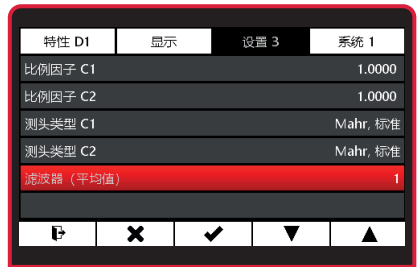 特性 D1 显示 设置 3 系统 1
比例因子 C1 1.0000
比例因子 C2 1.0000
测头类型 C1 Mahr, 标准
测头类型 C2 Mahr, 标准
滤波器（平均值） 1